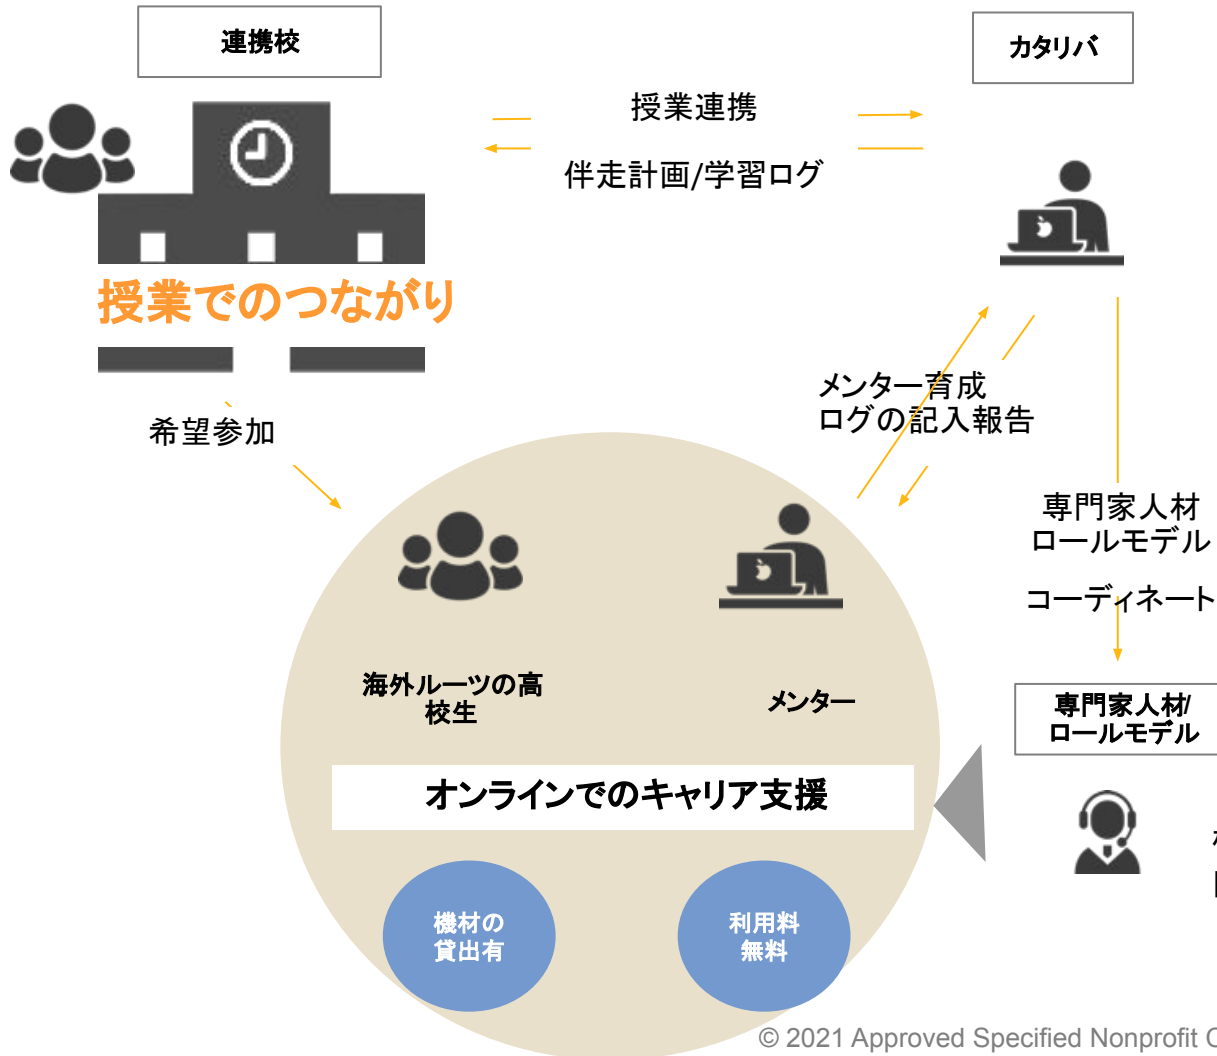 連携校
カタリバ
授業連携
伴走計画/学習ログ
授業でのつながり
メンター育成
ログの記入報告
希望参加
専門家人材
ロールモデル
コーディネート
海外ルーツの高
校生
メンター
専門家人材/
ロールモデル
オンラインでのキャリア支援
機材の
貸出有
利用料
無料
© 2021 Approved Specified Nonprofit